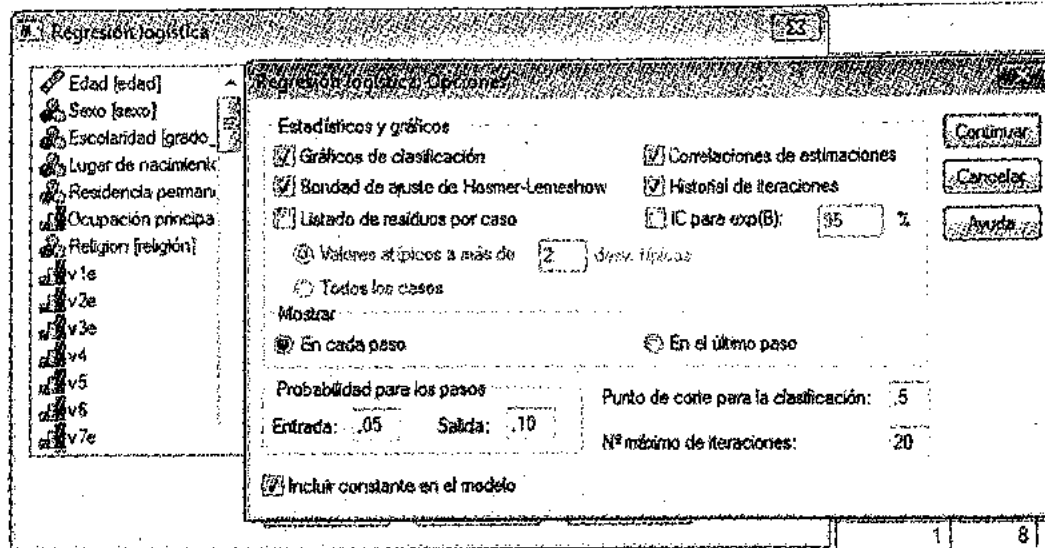 Regresión logística
Edad [edad]
Sexo [sexo]
Escolaridad [grado_
Lugar de nacimient
Residencia perman
Ocupación principa
Religion [religión]
v1e
v2e
v3e
v4
v5
v6
v7e
Regresión logística: Opciones
Estadísticos y gráficos
Gráficos de clasificación
Correlaciones de estimaciones
Bondad de ajuste de Hosmer-Lemeshow
Historial de iteraciones
Listado de residuos por caso
IC para exp(B): 95 %
Valores atípicos a más de 2 desv. típicas
Todos los casos
Mostrar
En cada paso
En el último paso
Probabilidad para los pasos
Entrada: ,05 Salida: ,10
Punto de corte para la clasificación: ,5
Nº máximo de iteraciones: 20
Incluir constante en el modelo
Continuar
Cancelar
Ayuda
1 8